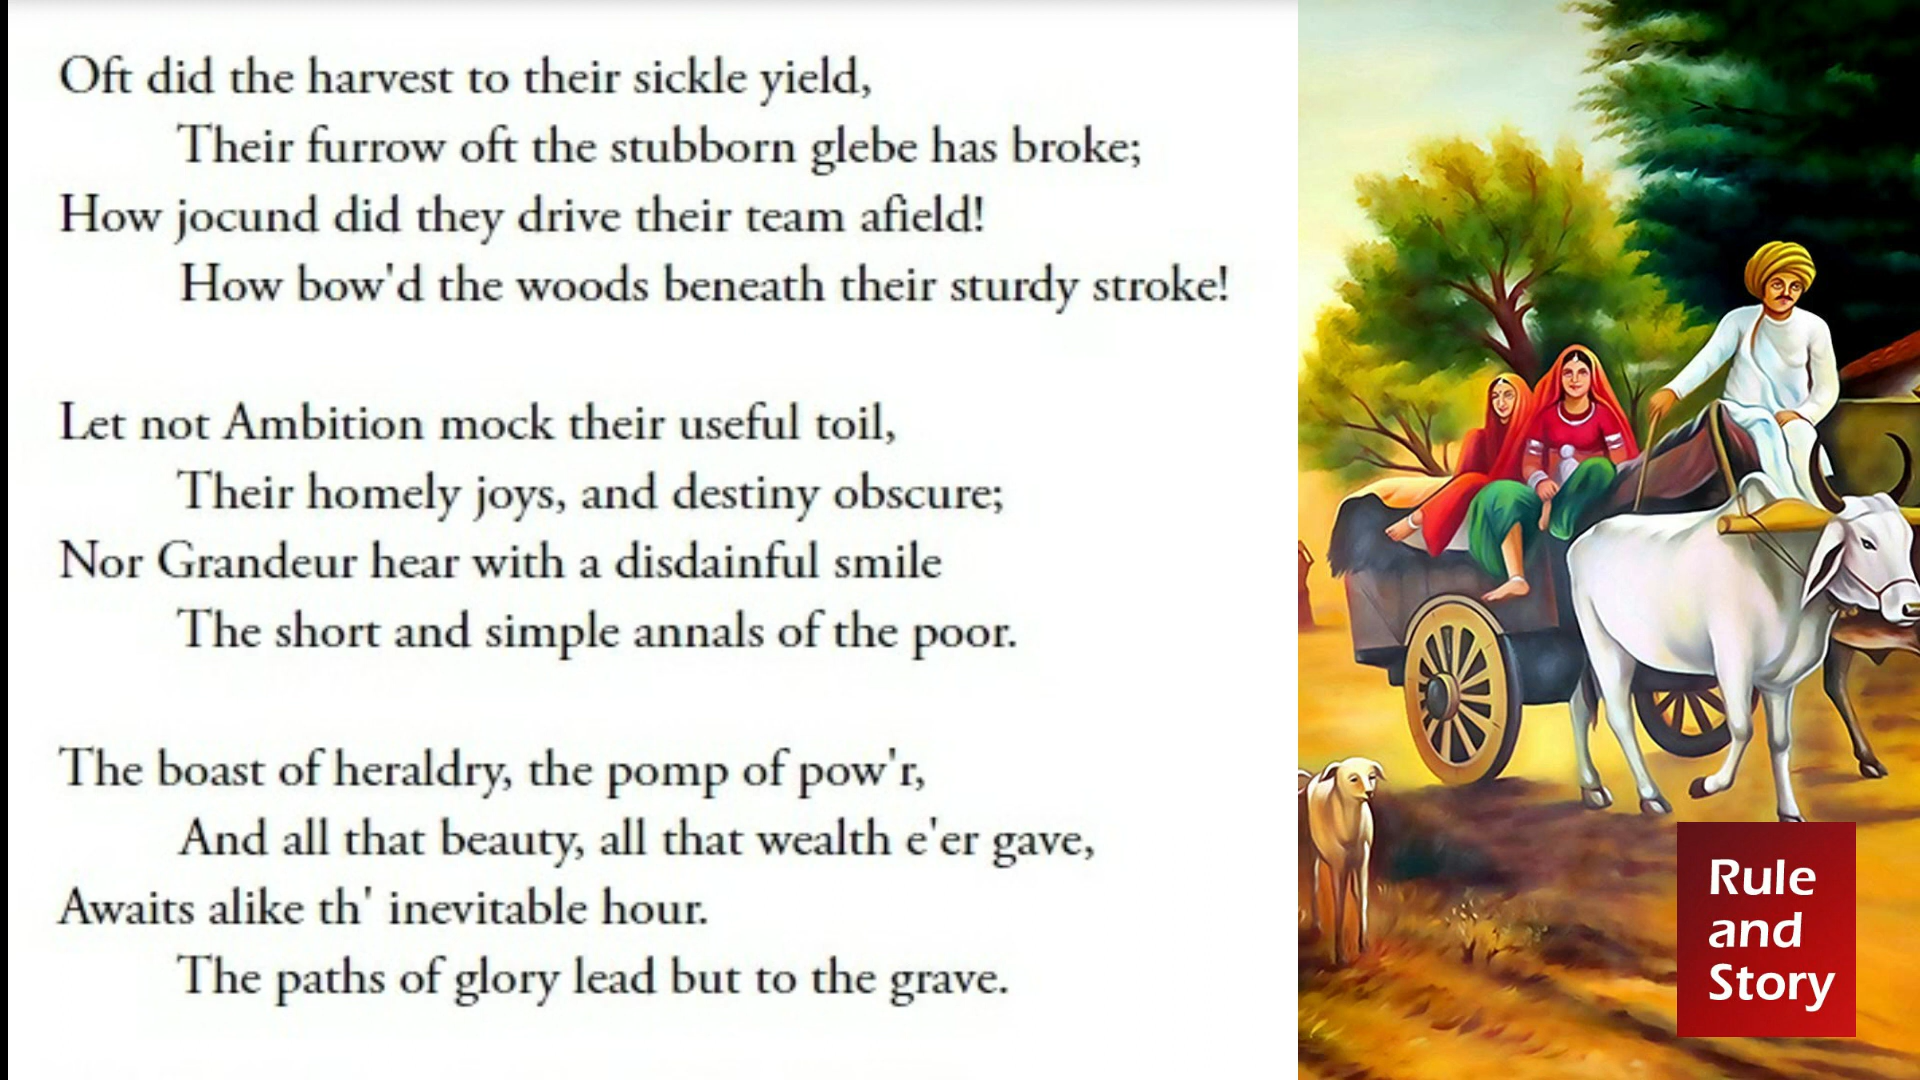 Oft did the harvest to their sickle yield,
Their furrow oft the stubborn glebe has broke;
How jocund did they drive their team afield!
How bow'd the woods beneath their sturdy stroke!
Let not Ambition mock their useful toil,
Their homely joys, and destiny obscure;
Nor Grandeur hear with a disdainful smile
The short and simple annals of the poor.
The boast of heraldry, the pomp of pow'r,
And all that beauty, all that wealth e'er gave,
Awaits alike th' inevitable hour.
The paths of glory lead but to the grave.
Rule
and
Story